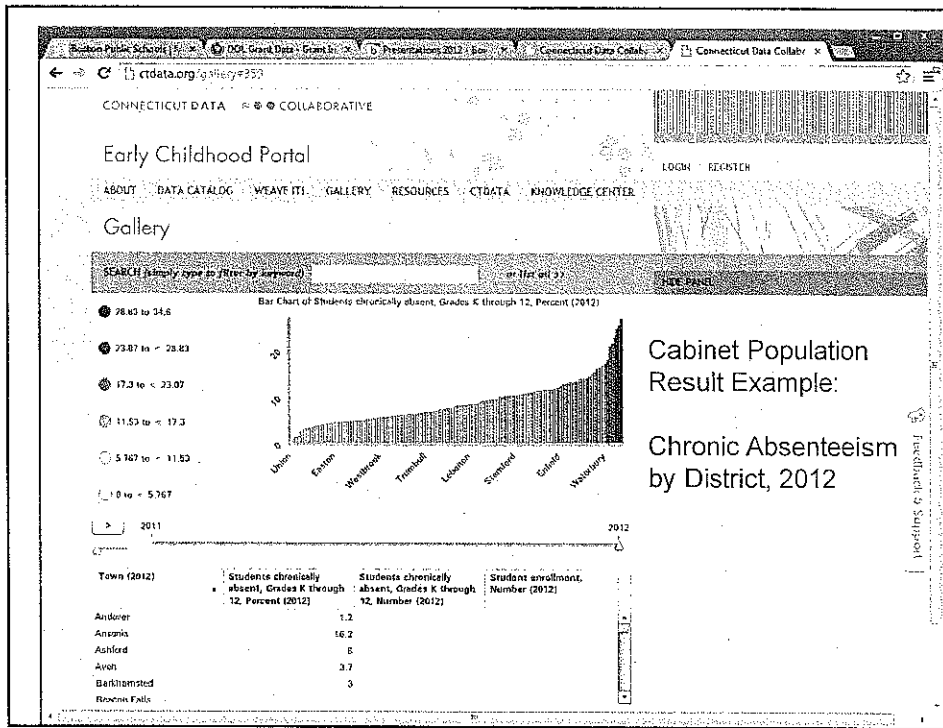 Boston Public Schools
DOL Grant Data - Grant
Presentations 2012
Connecticut Data Collab
Connecticut Data Collabr
ctdata.org/gallery#353
CONNECTICUT DATA COLLABORATIVE
Early Childhood Portal
LOGIN REGISTER
ABOUT DATA CATALOG WEAVE IT! GALLERY RESOURCES CTDATA KNOWLEDGE CENTER
Gallery
SEARCH (simply type to filter by keyword) or list all >>
HIDE PANEL
Bar Chart of Students chronically absent, Grades K through 12, Percent (2012)
28.83 to 34.6
< 28.83
17.3 to < 23.07
11.53 to < 17.3
5.767 to < 11.53
0 to < 5.767
20
10
0
Union
Easton
Westbrook
Trumbull
Lebanon
Stamford
Enfield
Waterbury
Cabinet Population
Result Example:
Chronic Absenteeism
by District, 2012
Feedback & Support
> 2011 2012
Town (2012)
Students chronically
absent, Grades K through
12, Percent (2012)
Students chronically
absent, Grades K through
12, Number (2012)
Student enrollment,
Number (2012)
Andover 1.2
Ansonia 16.2
Ashford
Avon 3.7
Barkhamsted 3
Beacon Falls